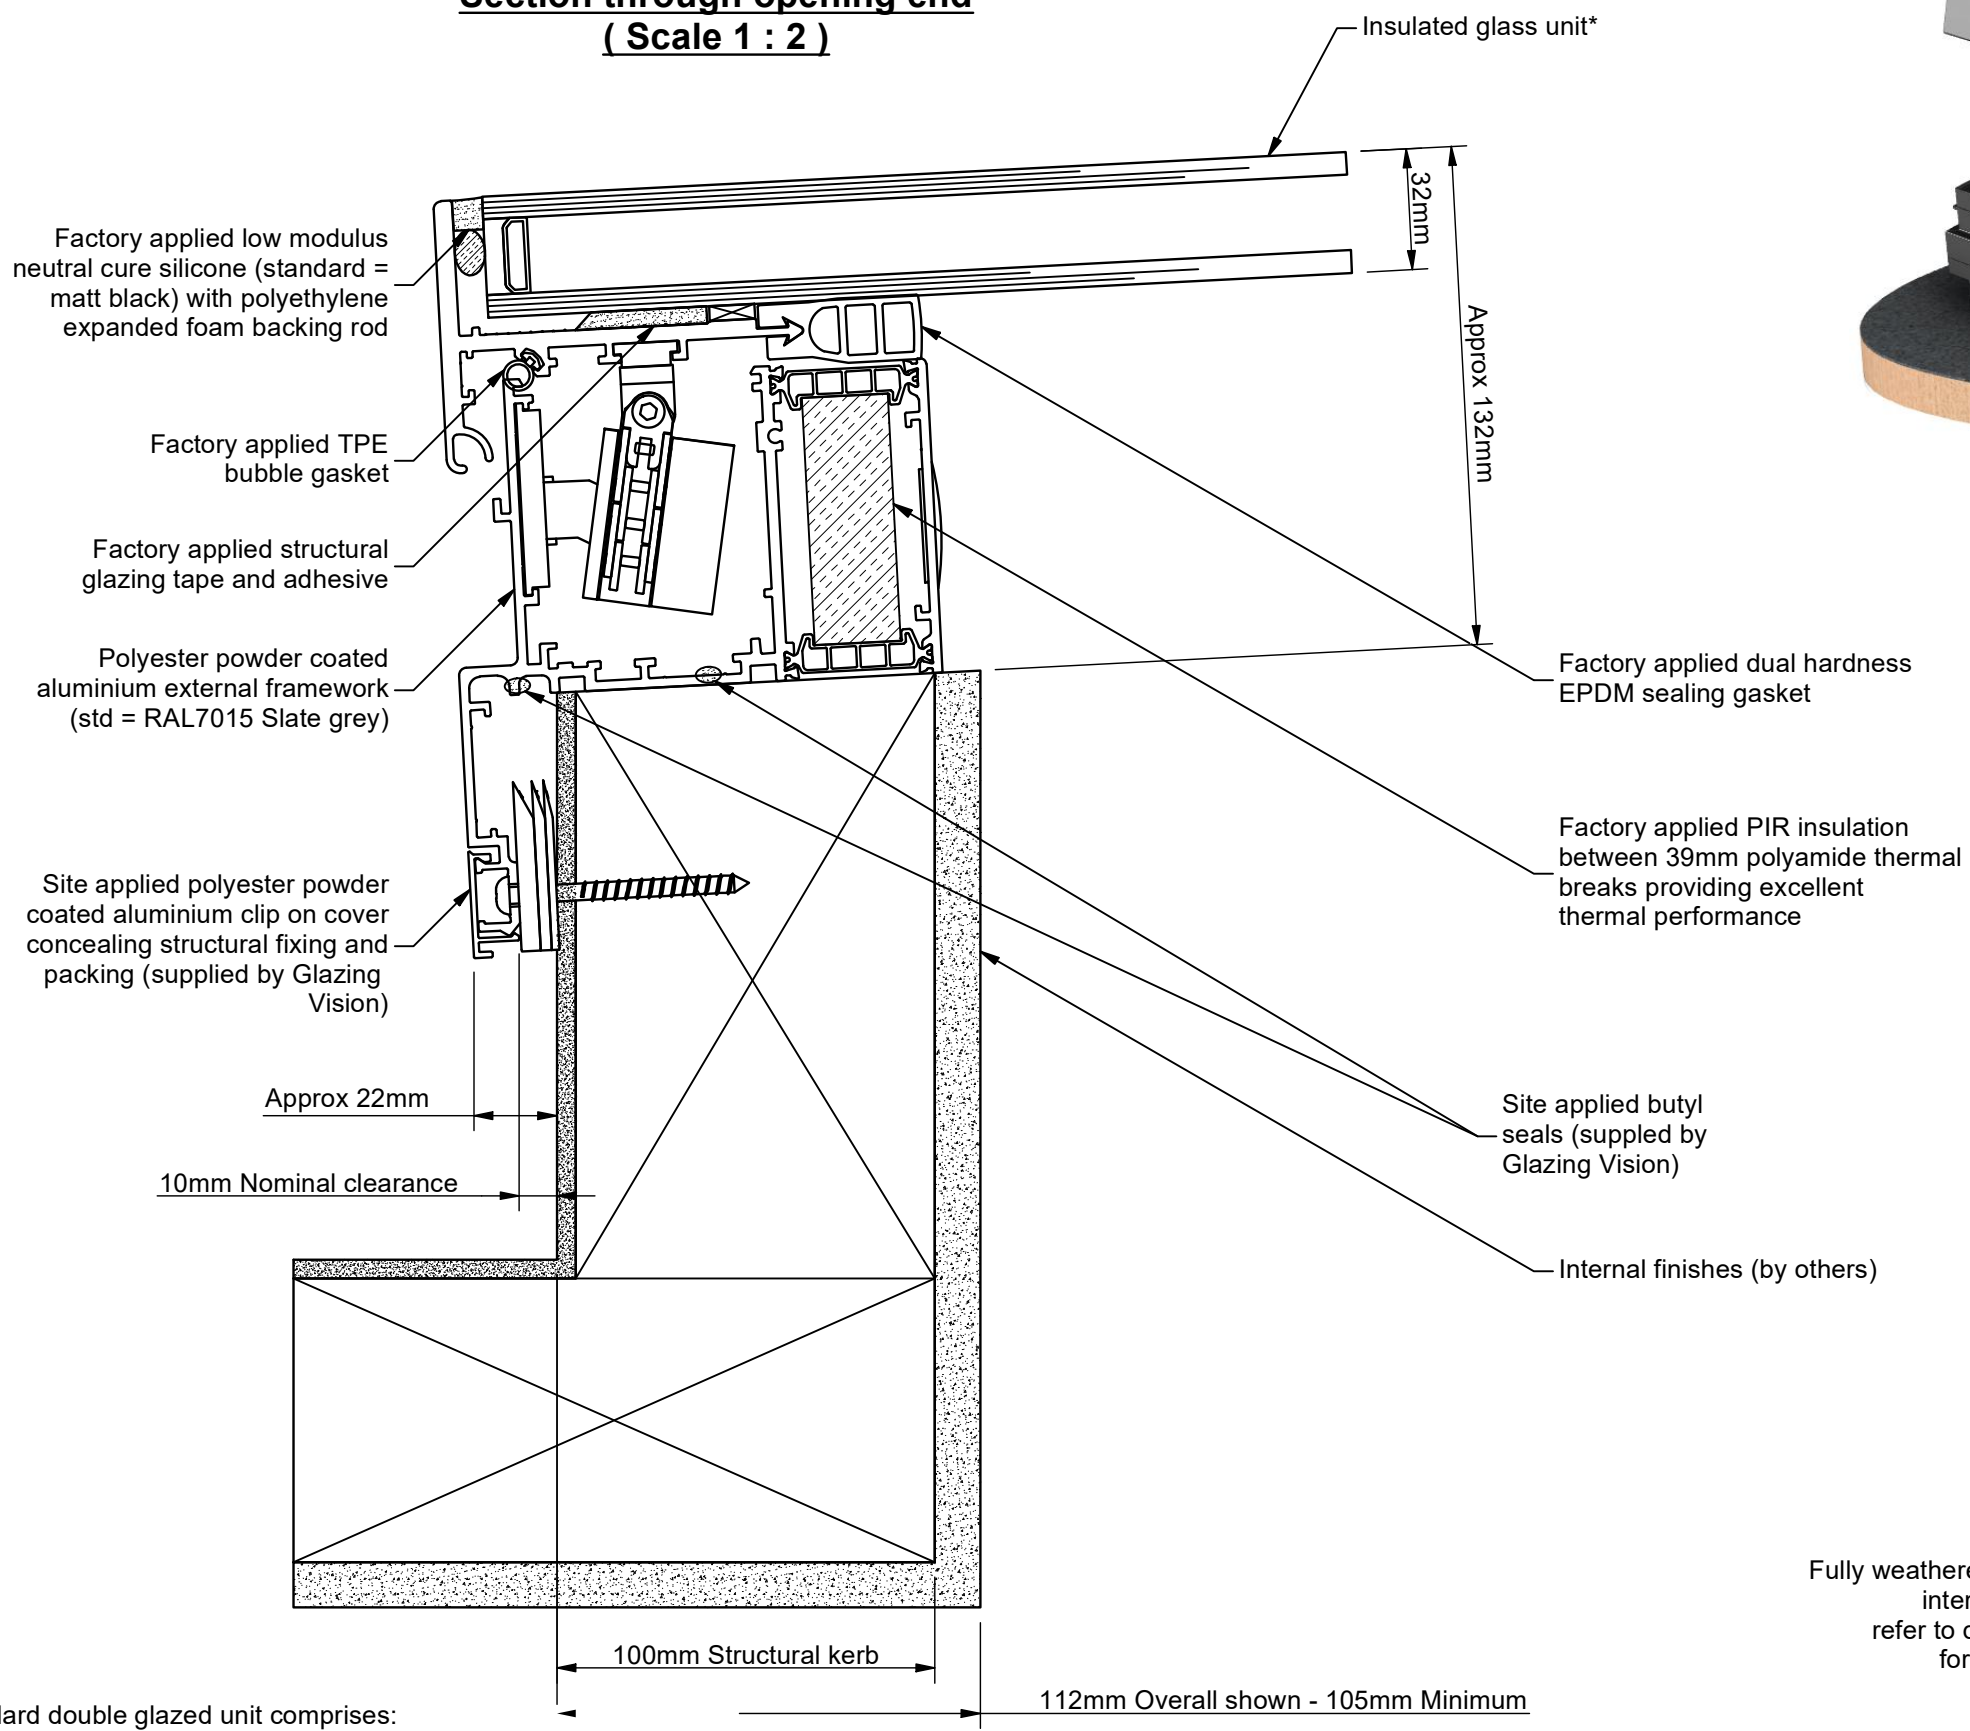 Section through opening end
( Scale 1 : 2 )
Insulated glass unit*
32mm
Approx 132mm
Factory applied low modulus
neutral cure silicone (standard =
matt black) with polyethylene
expanded foam backing rod
Factory applied TPE
bubble gasket
Factory applied structural
glazing tape and adhesive
Polyester powder coated
aluminium external framework
(std = RAL7015 Slate grey)
Site applied polyester powder
coated aluminium clip on cover
concealing structural fixing and
packing (supplied by Glazing
Vision)
Approx 22mm
10mm Nominal clearance
Factory applied dual hardness
EPDM sealing gasket
Factory applied PIR insulation
between 39mm polyamide thermal
breaks providing excellent
thermal performance
Site applied butyl
seals (suppled by
Glazing Vision)
Internal finishes (by others)
100mm Structural kerb
112mm Overall shown - 105mm Minimum
double glazed unit comprises:
Fully
refer to
for